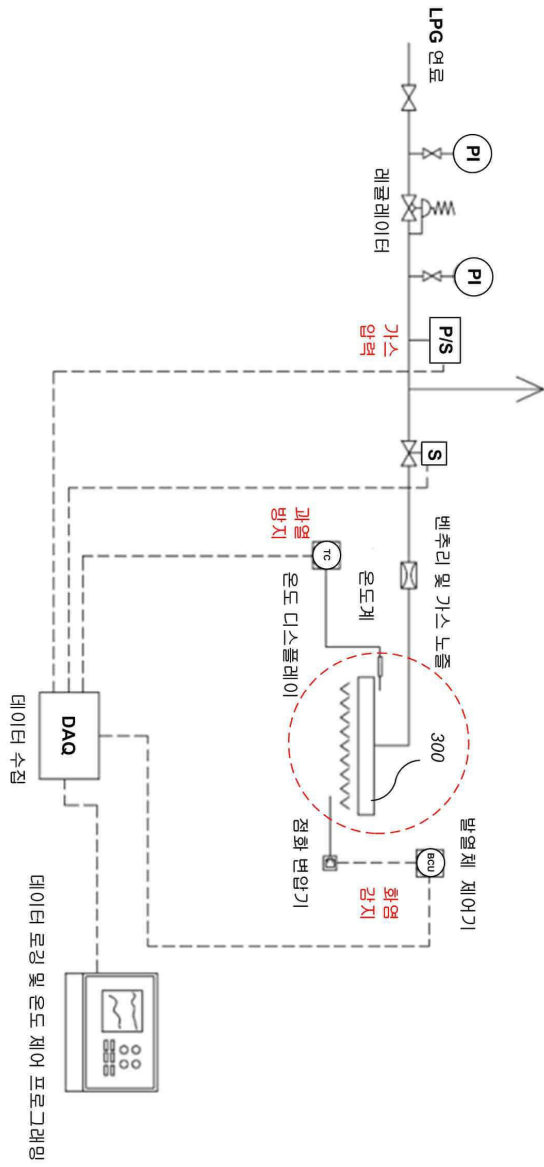 LPG 연료
PI
레귤레이터
PI
P/S
가스
압력
S
벤추리 및 가스 노즐
온도계
TC
과열
방지
온도 디스플레이
300
발열체 제어기
BCU
화염
감지
점화 변압기
DAQ
데이터 수집
데이터 로깅 및 온도 제어 프로그래밍